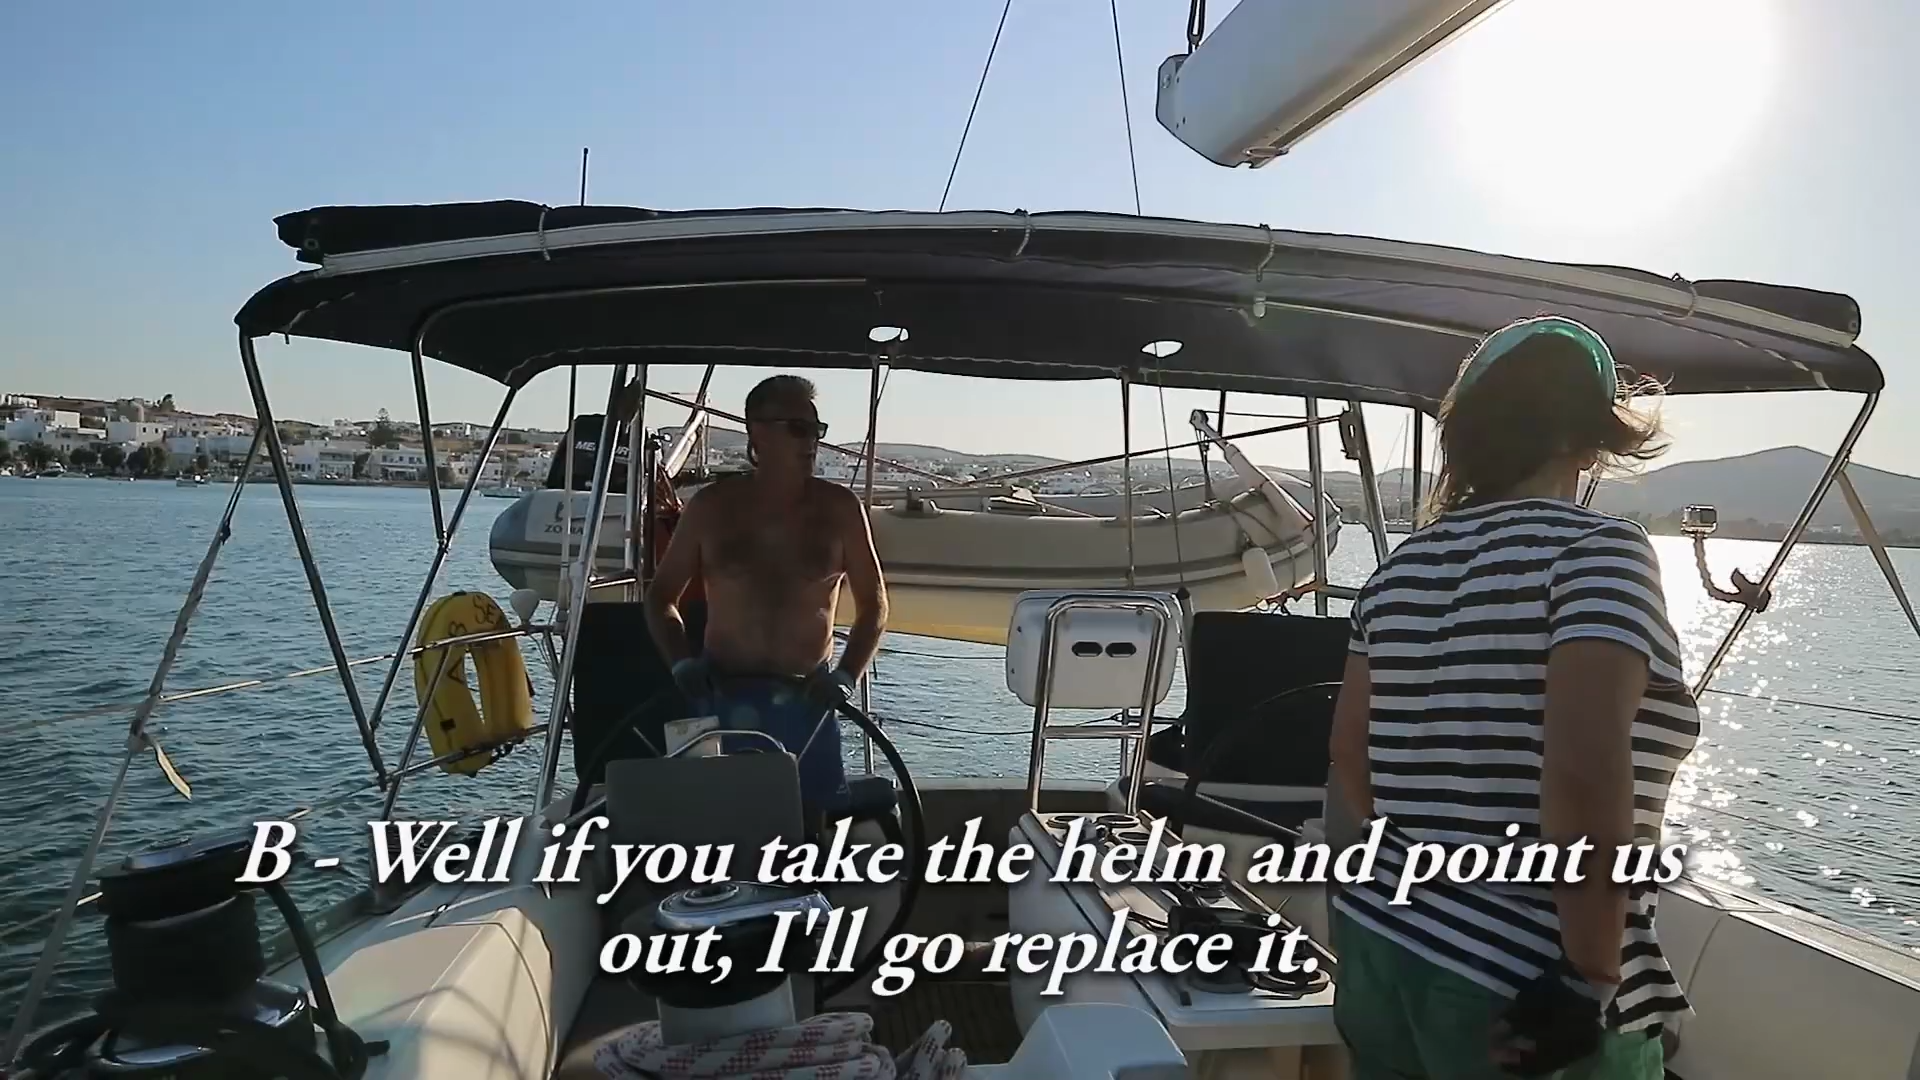 B - Well if you take the helm and point us
out, I'll go replace it.